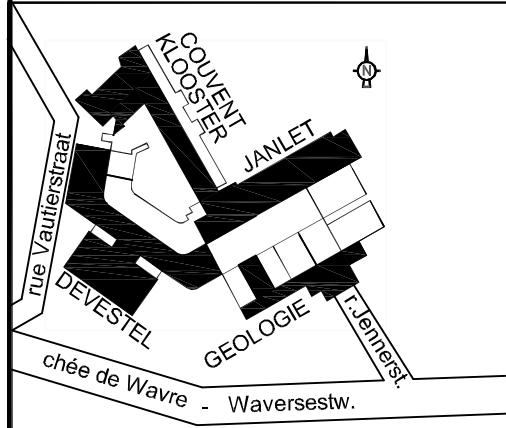 COUVENT
KLOOSTER
N
JANLET
rue Vautierstraat
DEVESTEL
GEOLOGIE
r.Jennerst.
chée de Wavre - Waversestw.